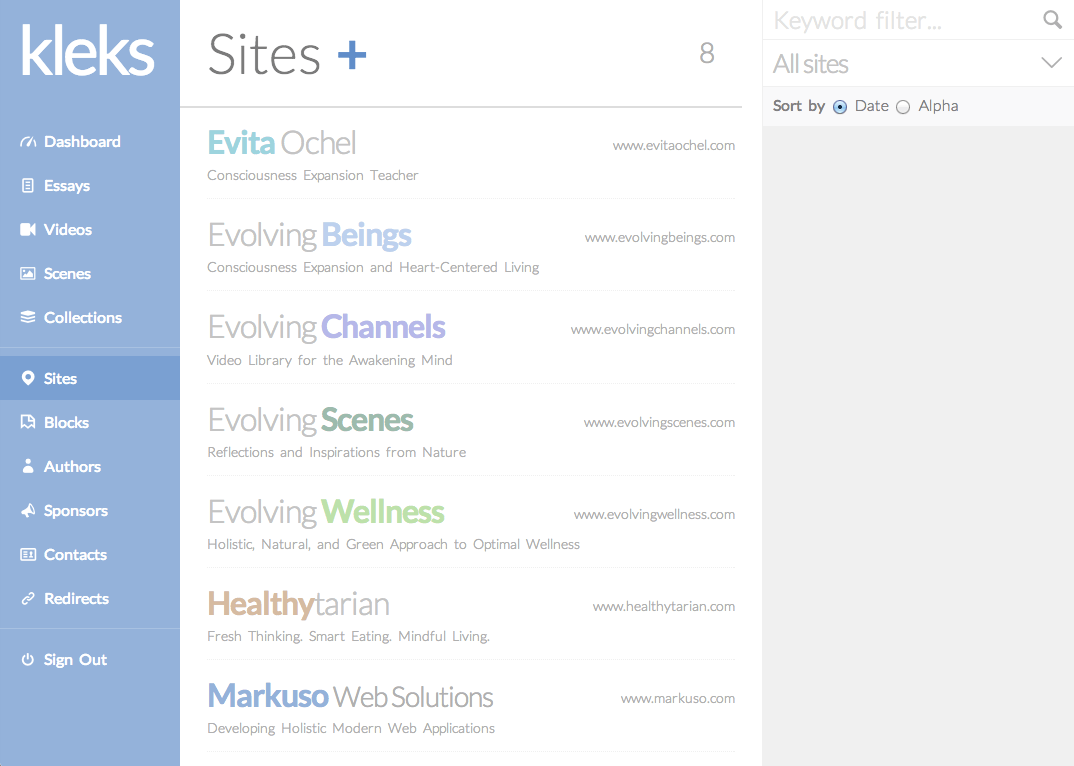 kleks
Dashboard
Essays
Videos
Scenes
Collections
Sites
Blocks
Authors
Sponsors
Contacts
Redirects
Sign Out
Sites +
8
Evita Ochel
www.evitaochel.com
Consciousness Expansion Teacher
Evolving Beings
www.evolvingbeings.com
Consciousness Expansion and Heart-Centered Living
Evolving Channels
www.evolvingchannels.com
Video Library for the Awakening Mind
Evolving Scenes
www.evolvingscenes.com
Reflections and Inspirations from Nature
Evolving Wellness
www.evolvingwellness.com
Holistic, Natural, and Green Approach to Optimal Wellness
Healthytarian
www.healthytarian.com
Fresh Thinking. Smart Eating. Mindful Living.
Markuso Web Solutions
www.markuso.com
Developing Holistic Modern Web Applications
Keyword filter...
All sites
Sort by Date Alpha